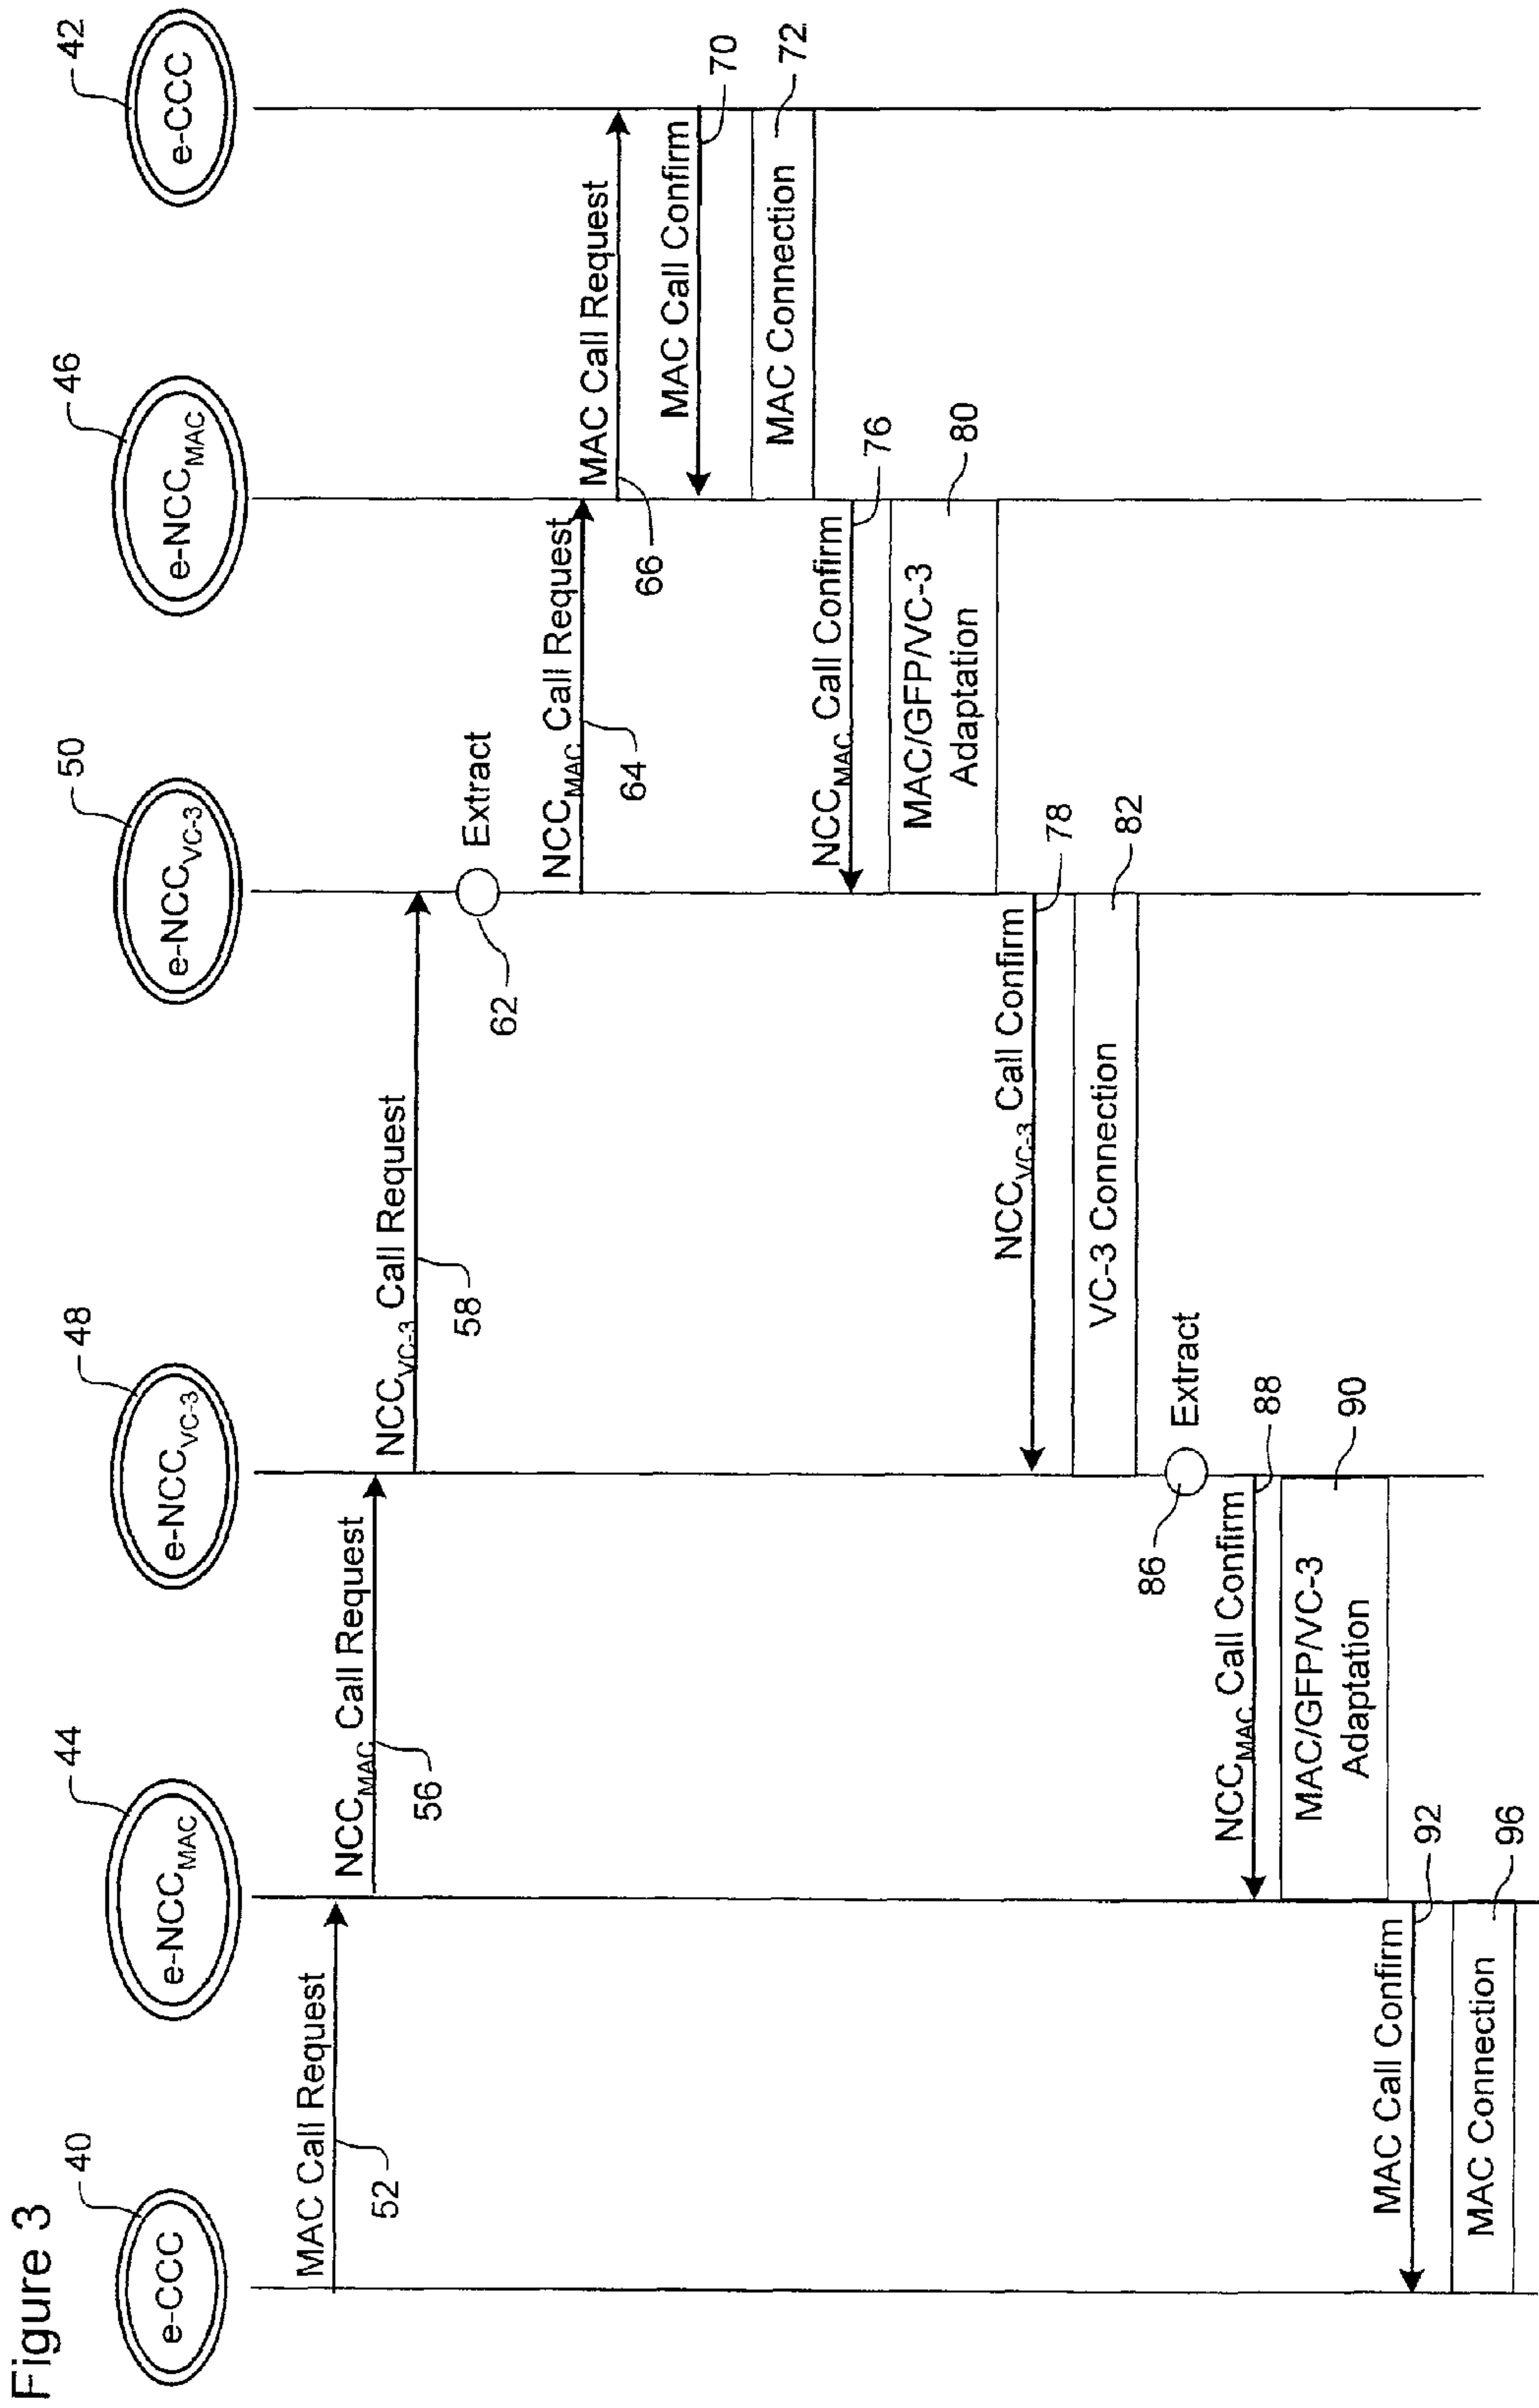 Figure 3
40
44
48
50
46
42
e-CCC
e-NCC_MAC
e-NCC_VC-3
e-NCC_VC-3
e-NCC_MAC
e-CCC
MAC Call Request
52
NCC_MAC Call Request
56
NCC_VC-3 Call Request
58
62
Extract
NCC_MAC Call Request
64
MAC Call Request
66
MAC Call Confirm
70
MAC Connection
72
NCC_MAC Call Confirm
76
MAC/GFP/VC-3
Adaptation
80
NCC_VC-3 Call Confirm
78
VC-3 Connection
82
86
Extract
NCC_MAC Call Confirm
88
MAC/GFP/VC-3
Adaptation
90
MAC Call Confirm
92
MAC Connection
96